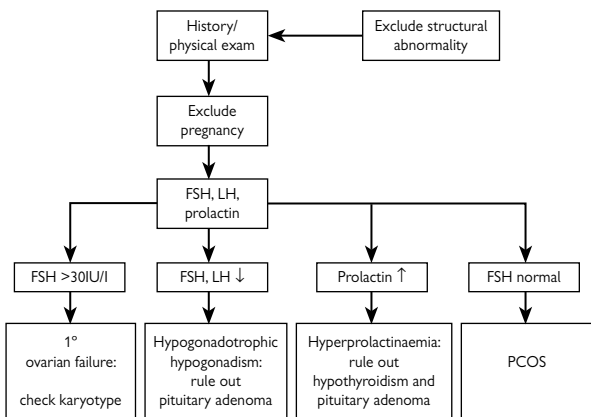 History/
physical exam
Exclude structural
abnormality
Exclude
pregnancy
FSH, LH,
prolactin
FSH >30IU/l
FSH, LH ↓
Prolactin ↑
FSH normal
1°
ovarian failure:
check karyotype
Hypogonadotrophic
hypogonadism:
rule out
pituitary adenoma
Hyperprolactinaemia:
rule out
hypothyroidism and
pituitary adenoma
PCOS